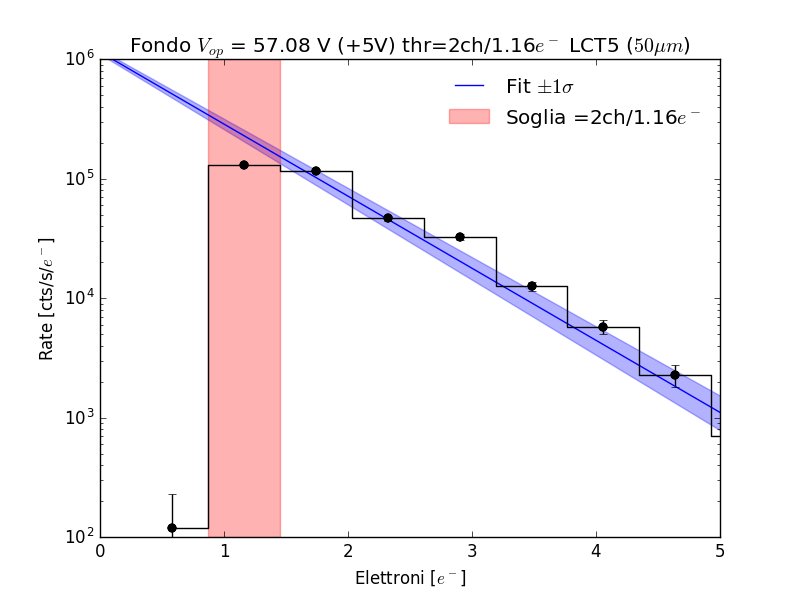 Fondo V_op = 57.08 V (+5V) thr=2ch/1.16e⁻ LCT5 (50μm)
Fit ±1σ
Soglia =2ch/1.16e⁻
Rate [cts/s/e⁻]
10⁶
10⁵
10⁴
10³
10²
0 1 2 3 4 5
Elettroni [e⁻]